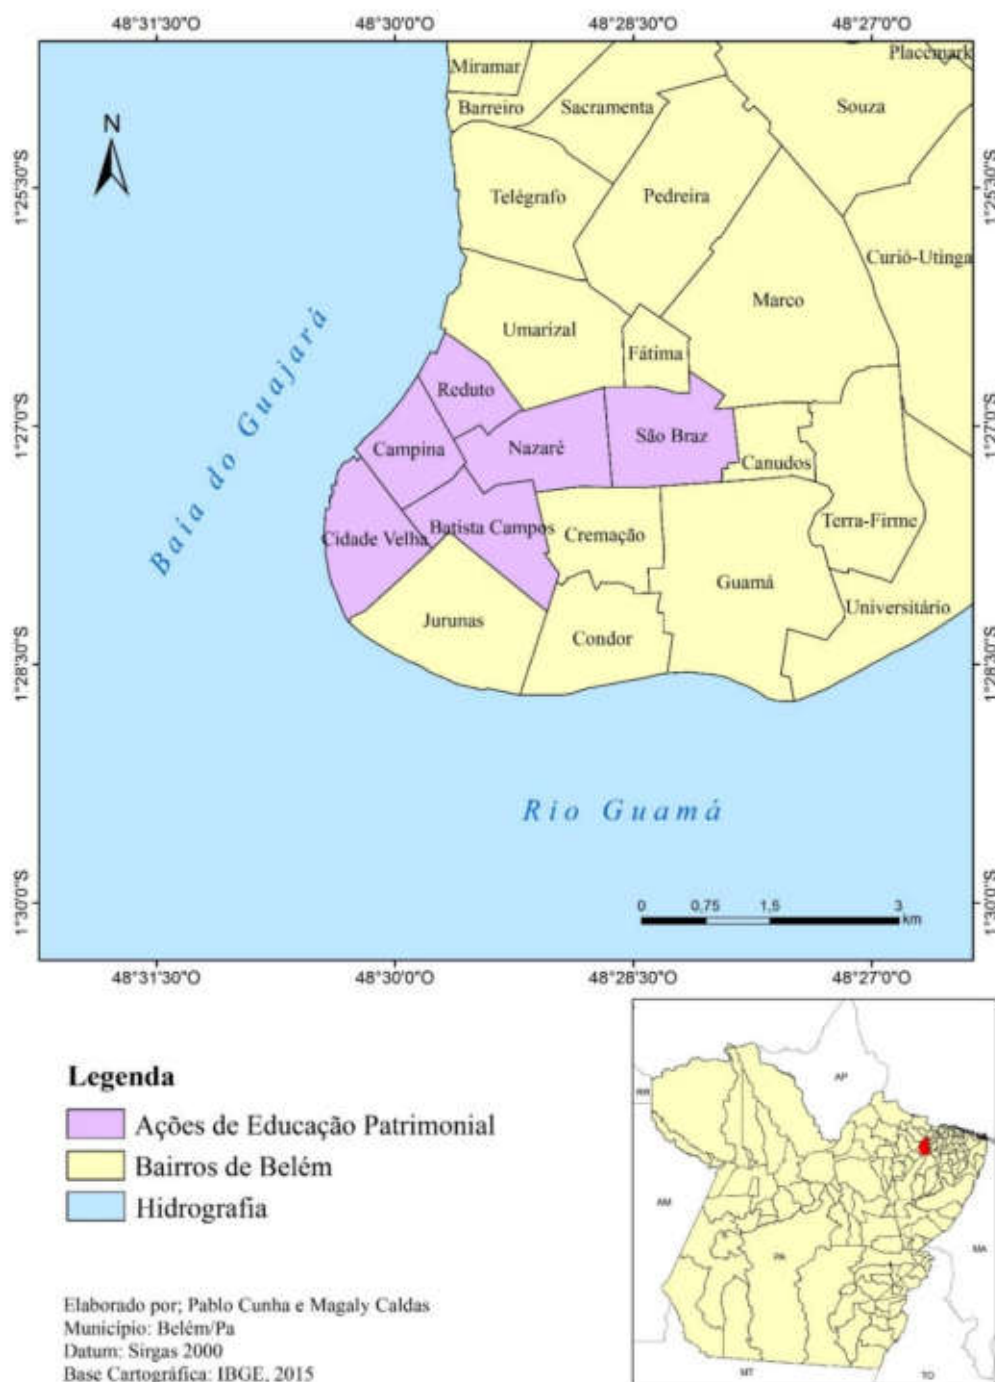 48°31'30"O 48°30'0"O 48°28'30"O 48°27'0"O
Placemark
Miramar
Barreiro
Sacramenta
Souza
N
1°25'30"S
1°25'30"S
Telégrafo
Pedreira
Curió-Utinga
Marco
Umarizal
Fátima
Baia do Guajará
Reduto
1°27'0"S
1°27'0"S
Campina
Nazaré
São Braz
Canudos
Cidade Velha
Batista Campos
Cremação
Terra-Firme
Guamá
Universitário
Jurunas
Condor
1°28'30"S
1°28'30"S
Rio Guamá
1°30'0"S
1°30'0"S
0 0,75 1,5 3
km
48°31'30"O 48°30'0"O 48°28'30"O 48°27'0"O
Legenda
Ações de Educação Patrimonial
Bairros de Belém
Hidrografia
AP
RR
AM
PA
MA
MT
TO
Elaborado por; Pablo Cunha e Magaly Caldas
Município: Belém/Pa
Datum: Sirgas 2000
Base Cartográfica: IBGE, 2015